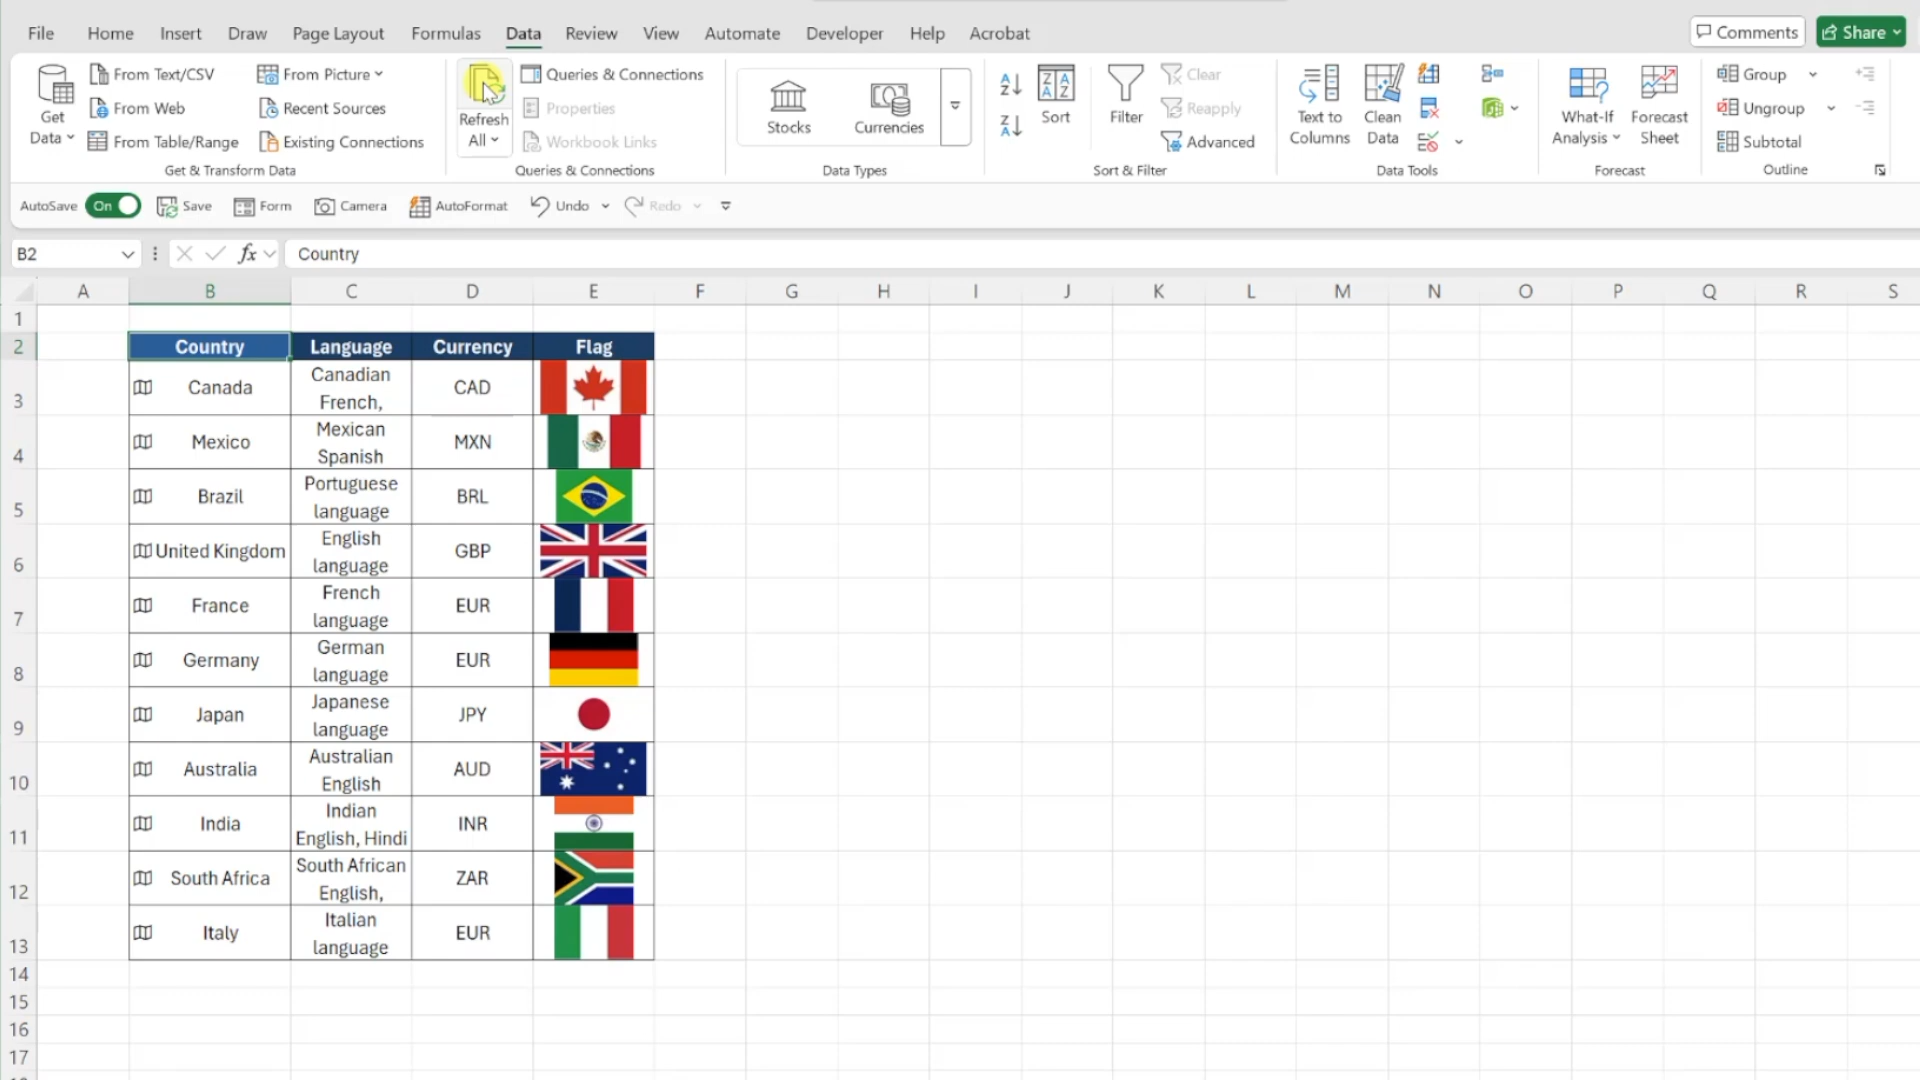 File Home Insert Draw Page Layout Formulas Data Review View Automate Developer Help Acrobat Comments Share
Get Data
From Text/CSV
From Web
From Table/Range
From Picture
Recent Sources
Existing Connections
Get & Transform Data
Refresh All
Queries & Connections
Properties
Workbook Links
Queries & Connections
Stocks
Currencies
Data Types
Sort
Filter
Clear
Reapply
Advanced
Sort & Filter
Text to Columns
Clean Data
Data Tools
What-If Analysis
Forecast Sheet
Forecast
Group
Ungroup
Subtotal
Outline
AutoSave On Save Form Camera AutoFormat Undo Redo
B2 fx Country
A B C D E F G H I J K L M N O P Q R S
1
2 Country Language Currency Flag
3 Canada Canadian French, CAD
4 Mexico Mexican Spanish MXN
5 Brazil Portuguese language BRL
6 United Kingdom English language GBP
7 France French language EUR
8 Germany German language EUR
9 Japan Japanese language JPY
10 Australia Australian English AUD
11 India Indian English, Hindi INR
12 South Africa South African English, ZAR
13 Italy Italian language EUR
14
15
16
17